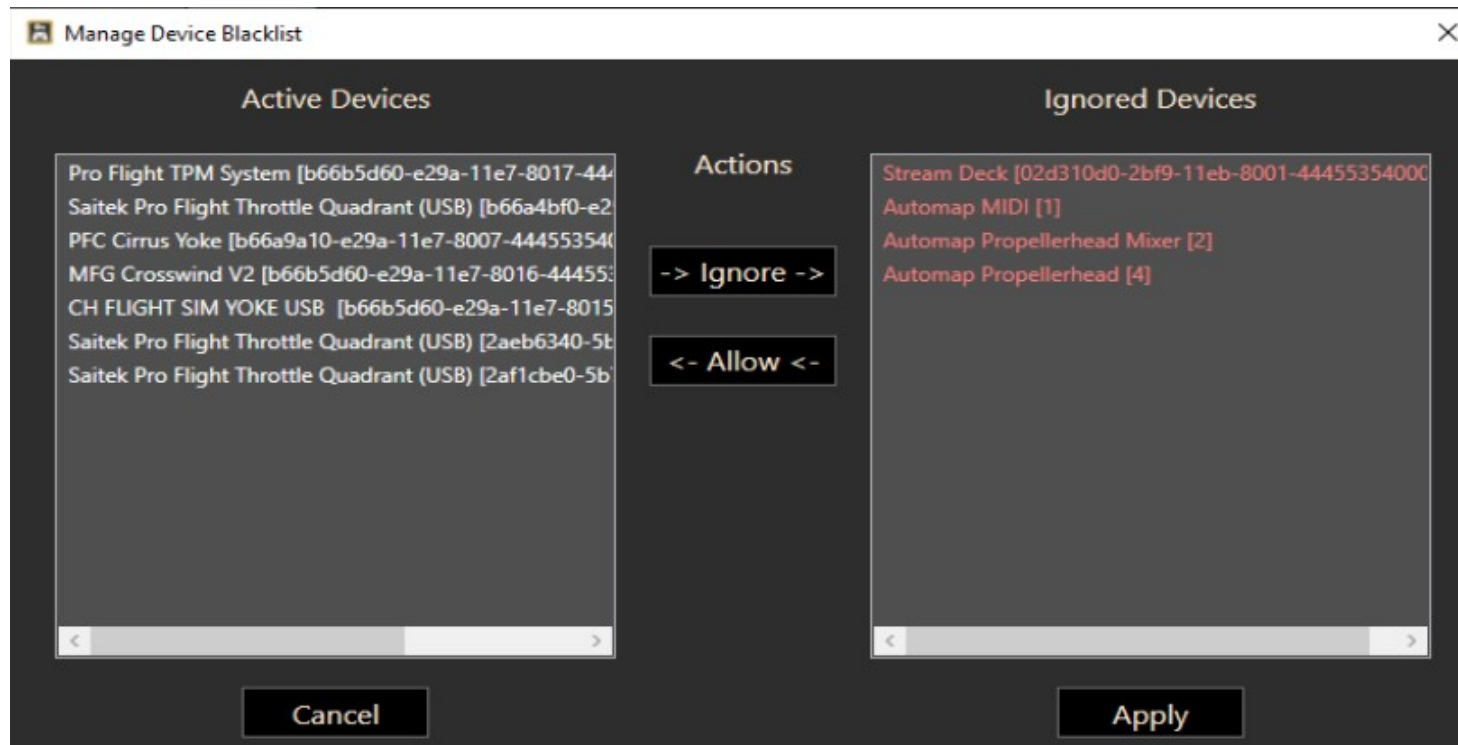 Manage Device Blacklist
Active Devices
Pro Flight TPM System [b66b5d60-e29a-11e7-8017-444
Saitek Pro Flight Throttle Quadrant (USB) [b66a4bf0-e2
PFC Cirrus Yoke [b66a9a10-e29a-11e7-8007-444553540
MFG Crosswind V2 [b66b5d60-e29a-11e7-8016-444553
CH FLIGHT SIM YOKE USB [b66b5d60-e29a-11e7-8015
Saitek Pro Flight Throttle Quadrant (USB) [2aeb6340-5b
Saitek Pro Flight Throttle Quadrant (USB) [2af1cbe0-5b7
Actions
-> Ignore ->
<- Allow <-
Ignored Devices
Stream Deck [02d310d0-2bf9-11eb-8001-444553540000
Automap MIDI [1]
Automap Propellerhead Mixer [2]
Automap Propellerhead [4]
Cancel
Apply